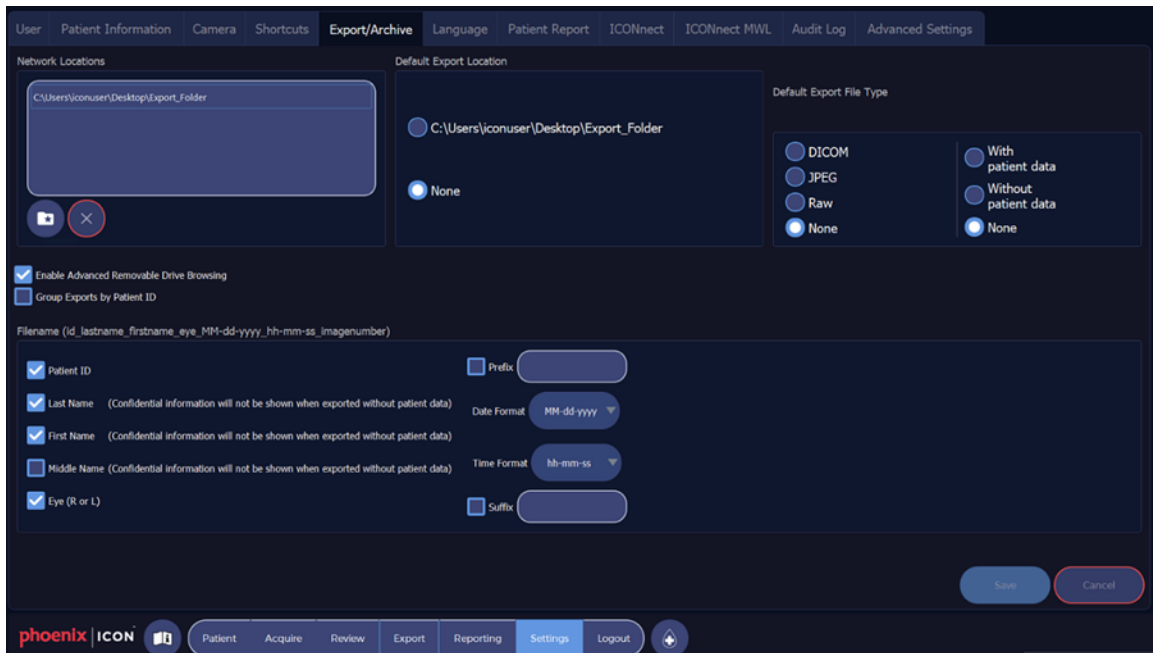 User Patient Information Camera Shortcuts Export/Archive Language Patient Report ICONnect ICONnect MWL Audit Log Advanced Settings
Network Locations
C:\Users\iconuser\Desktop\Export_Folder
Default Export Location
C:\Users\iconuser\Desktop\Export_Folder
None
Default Export File Type
DICOM
JPEG
Raw
None
With
patient data
Without
patient data
None
Enable Advanced Removable Drive Browsing
Group Exports by Patient ID
Filename (id_lastname_firstname_eye_MM-dd-yyyy_hh-mm-ss_imagenumber)
Patient ID
Last Name (Confidential information will not be shown when exported without patient data)
First Name (Confidential information will not be shown when exported without patient data)
Middle Name (Confidential information will not be shown when exported without patient data)
Eye (R or L)
Prefix
Date Format MM-dd-yyyy
Time Format hh-mm-ss
Suffix
Save Cancel
phoenix ICON Patient Acquire Review Export Reporting Settings Logout